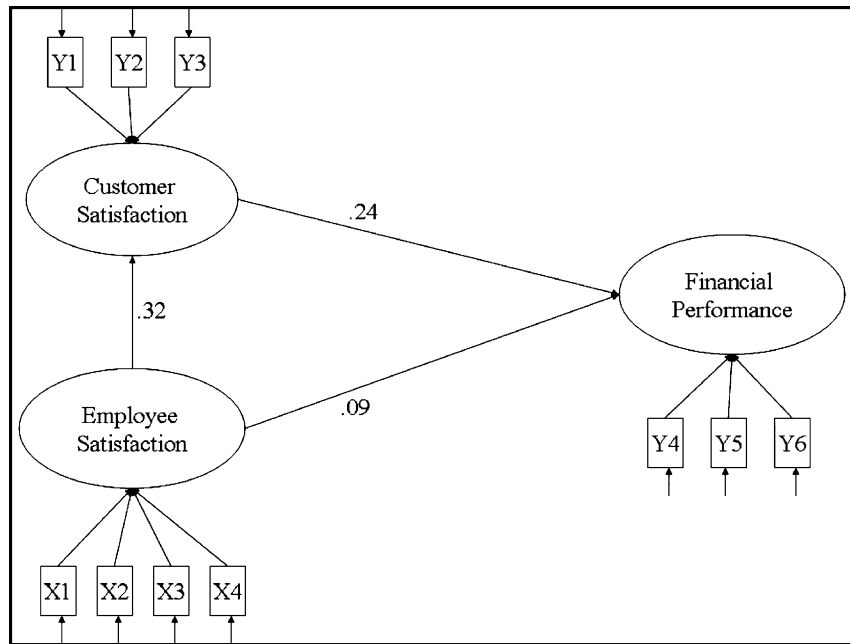 Y1 Y2 Y3
Customer
Satisfaction
.24
Financial
Performance
.32
.09
Employee
Satisfaction
Y4 Y5 Y6
X1 X2 X3 X4